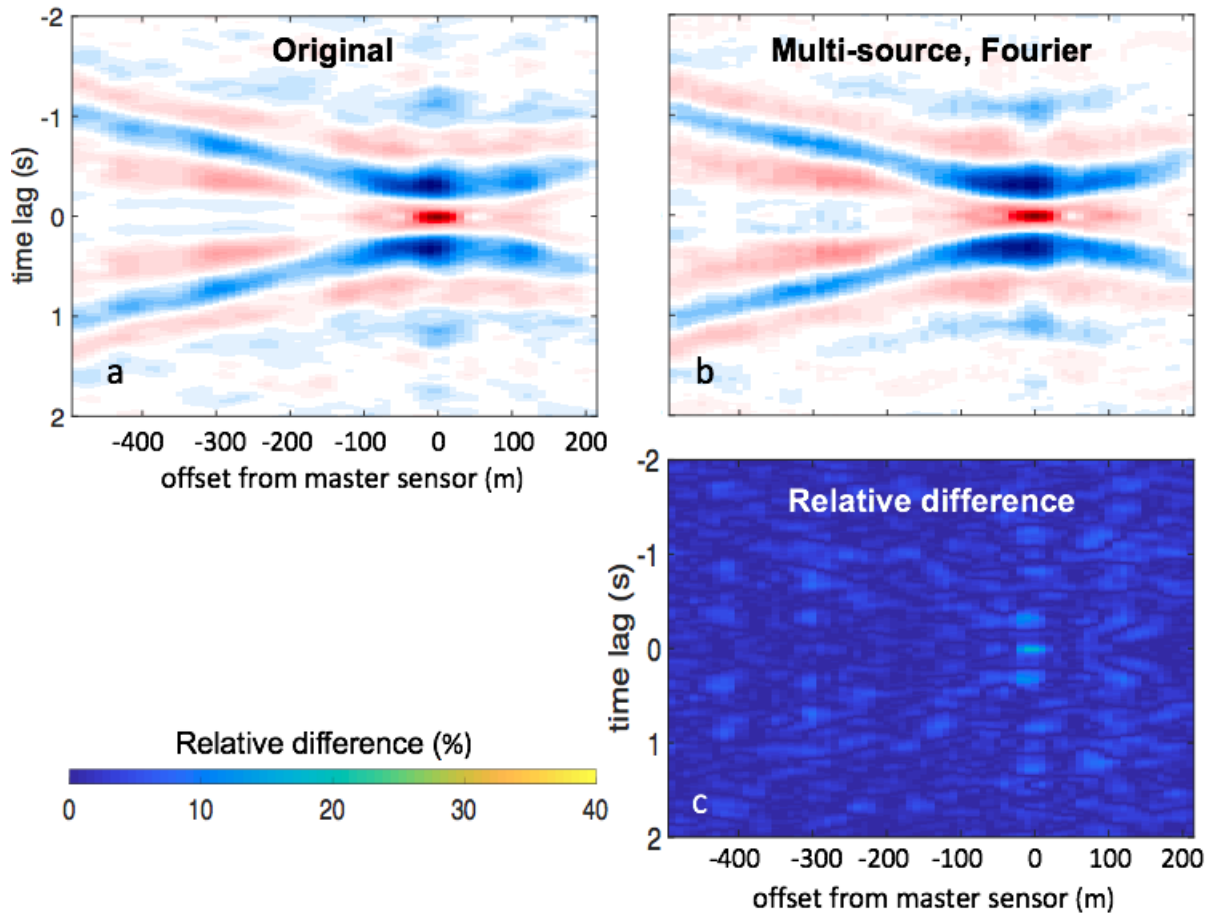 Original
-2
-1
0
1
2
time lag (s)
a
-400 -300 -200 -100 0 100 200
offset from master sensor (m)
Multi-source, Fourier
b
Relative difference
-2
-1
0
1
2
time lag (s)
c
-400 -300 -200 -100 0 100 200
offset from master sensor (m)
Relative difference (%)
0 10 20 30 40